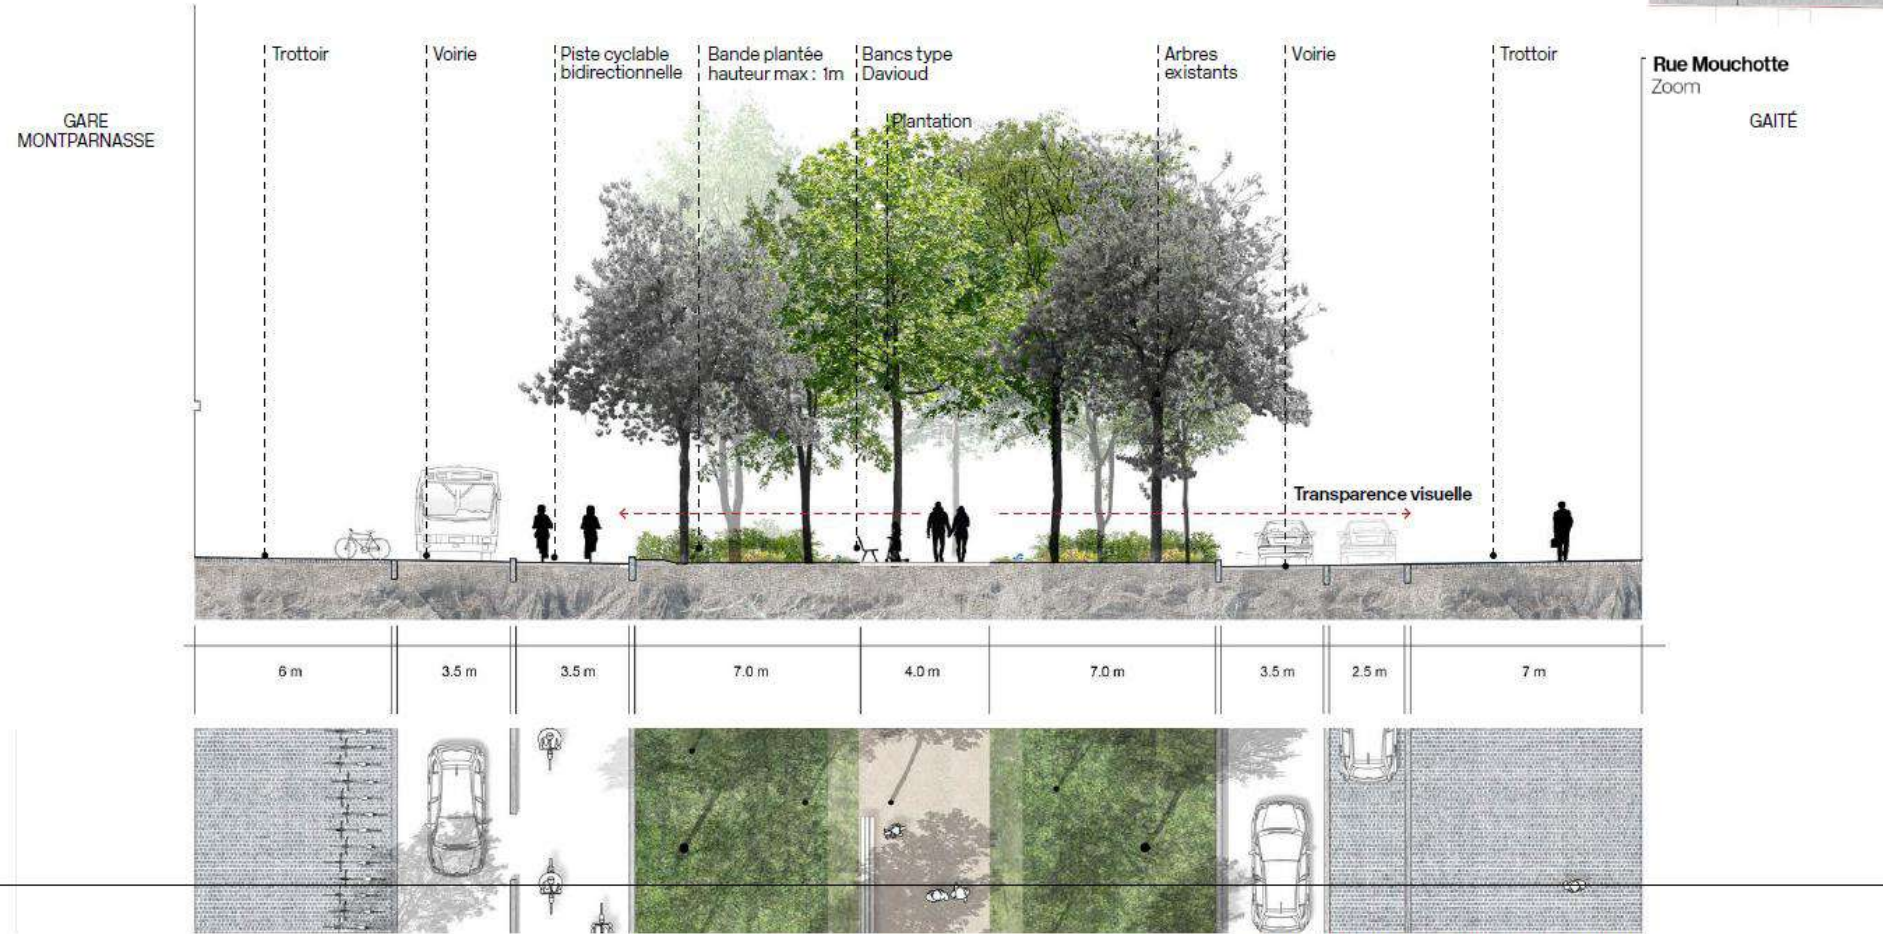 Trottoir
Voirie
Piste cyclable
bidirectionnelle
Bande plantée
hauteur max : 1m
Bancs type
Davioud
Arbres
existants
Voirie
Trottoir
Rue Mouchotte
Zoom
GARE
MONTPARNASSE
Plantation
GAITÉ
Transparence visuelle
6 m
3.5 m
3.5 m
7.0 m
4.0 m
7.0 m
3.5 m
2.5 m
7 m